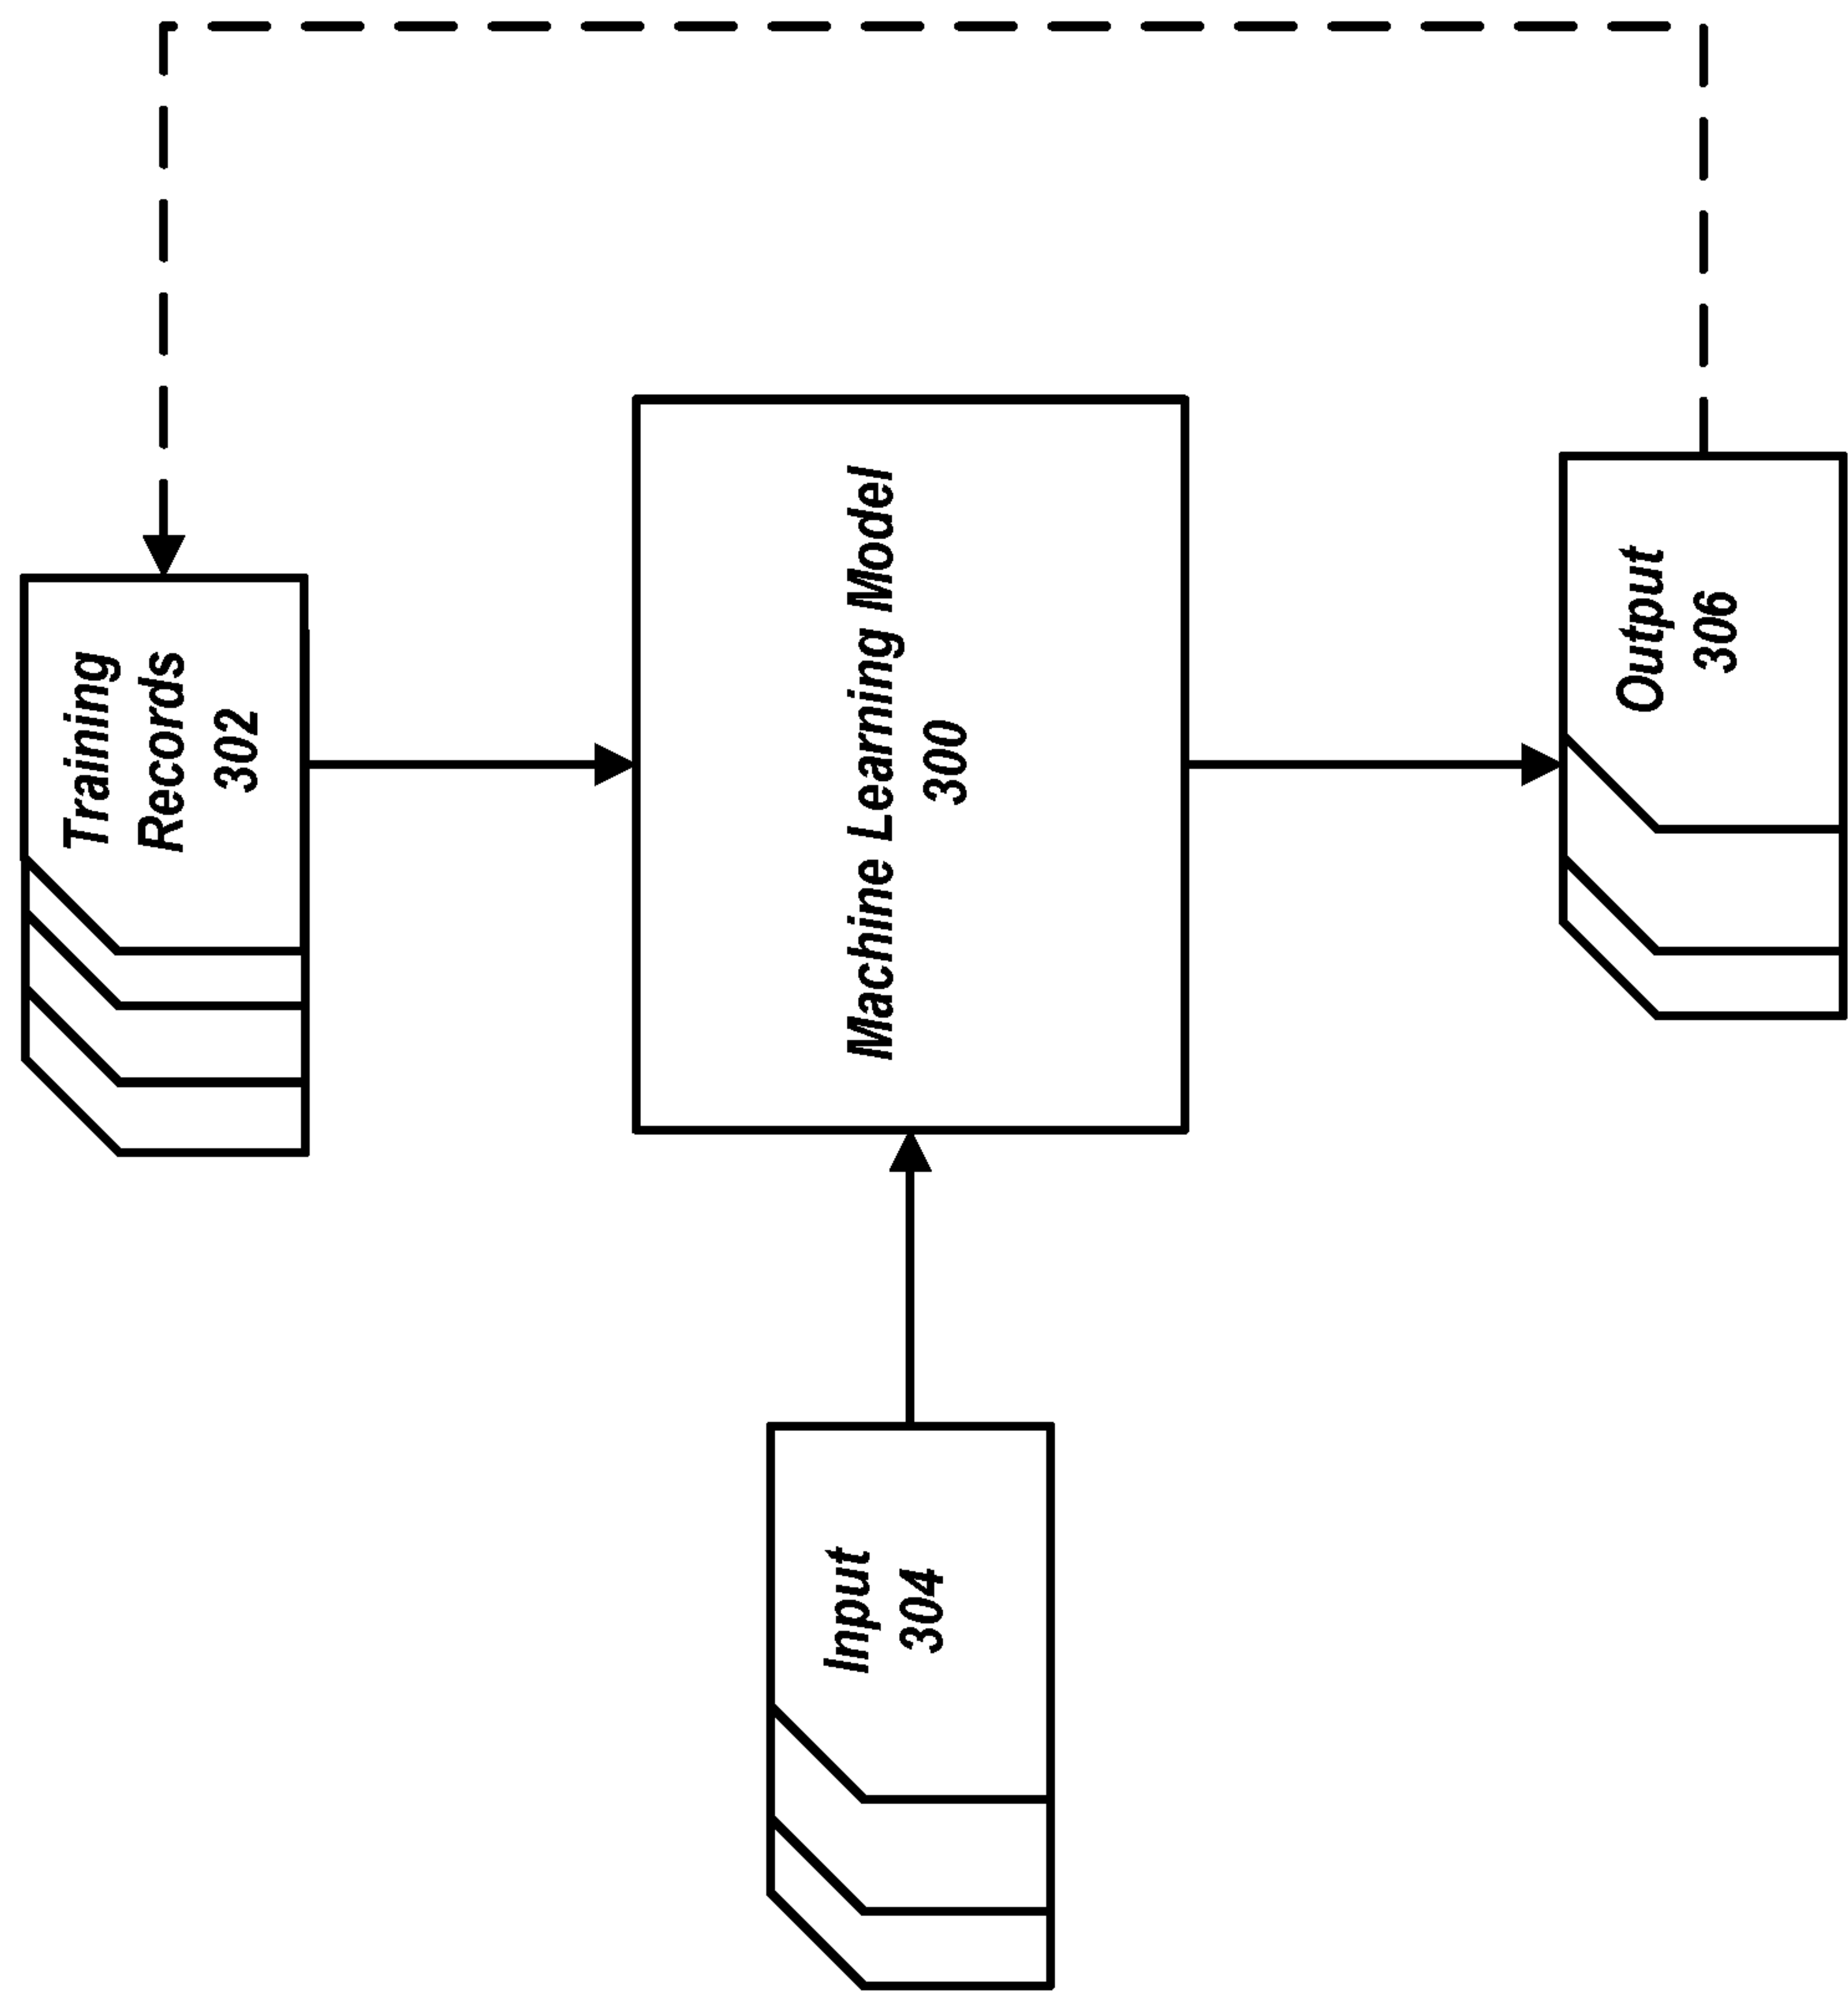 Training
Records
302
Machine Learning Model
300
Input
304
Output
306